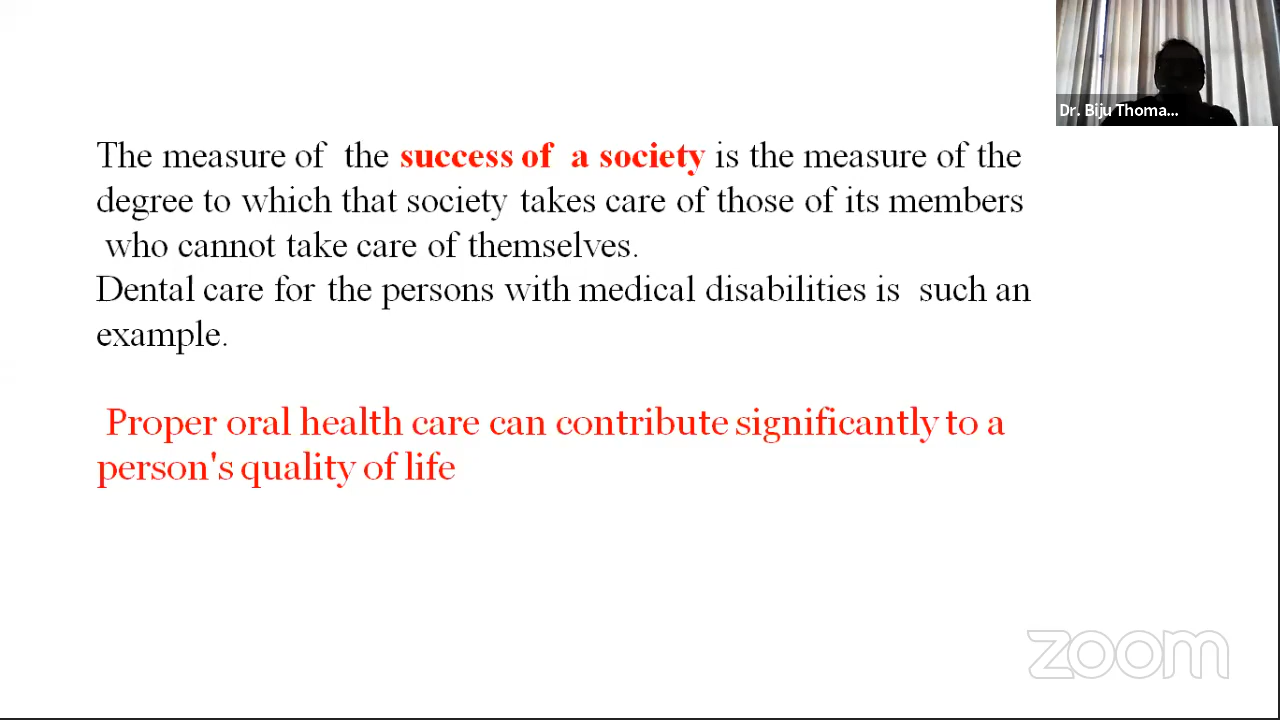 Dr. Biju Thoma...
The measure of the success of a society is the measure of the
degree to which that society takes care of those of its members
who cannot take care of themselves.
Dental care for the persons with medical disabilities is such an
example.
Proper oral health care can contribute significantly to a
person's quality of life
zoom